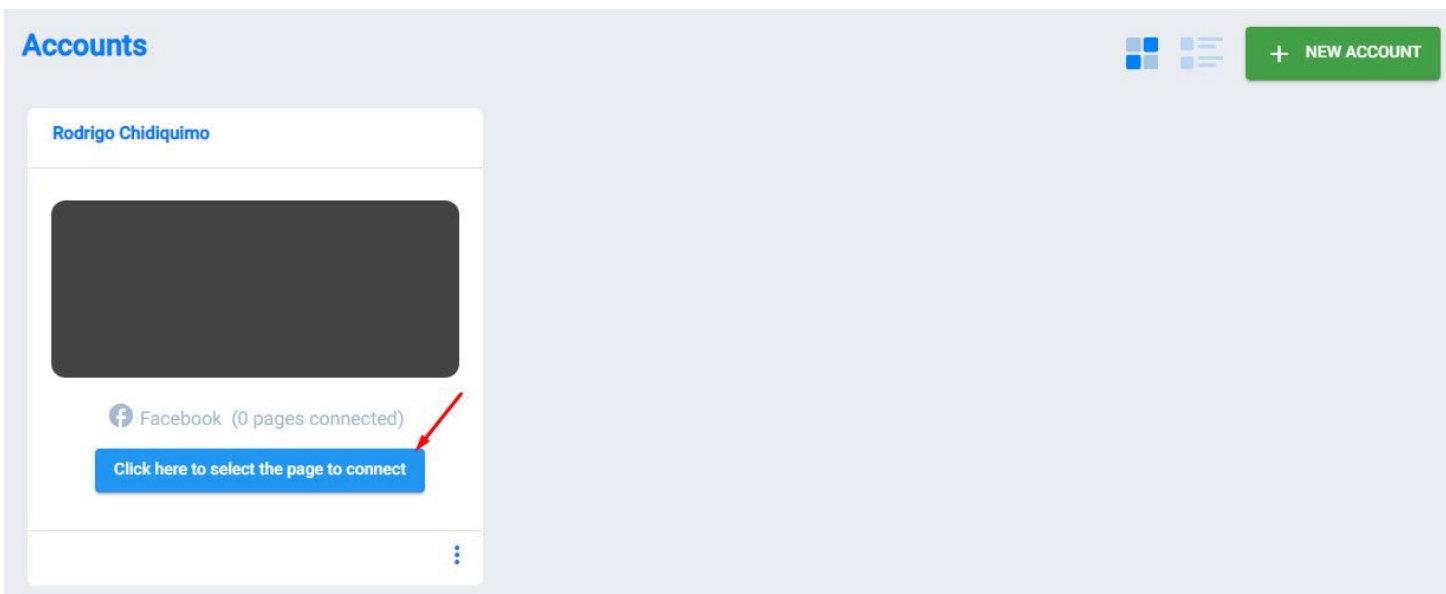 Accounts
+ NEW ACCOUNT
Rodrigo Chidiquimo
Facebook (0 pages connected)
Click here to select the page to connect